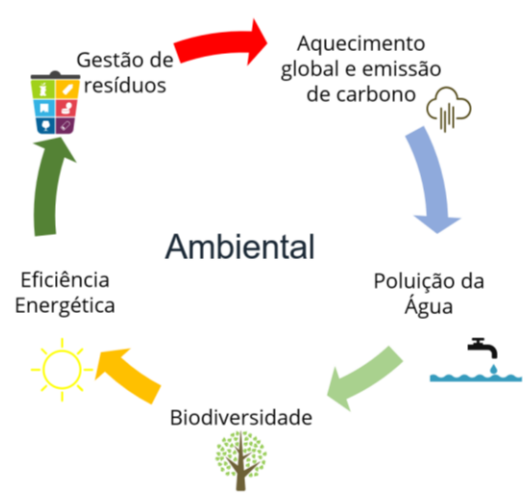 Gestão de
resíduos
Aquecimento
global e emissão
de carbono
Ambiental
Eficiência
Energética
Poluição da
Água
Biodiversidade